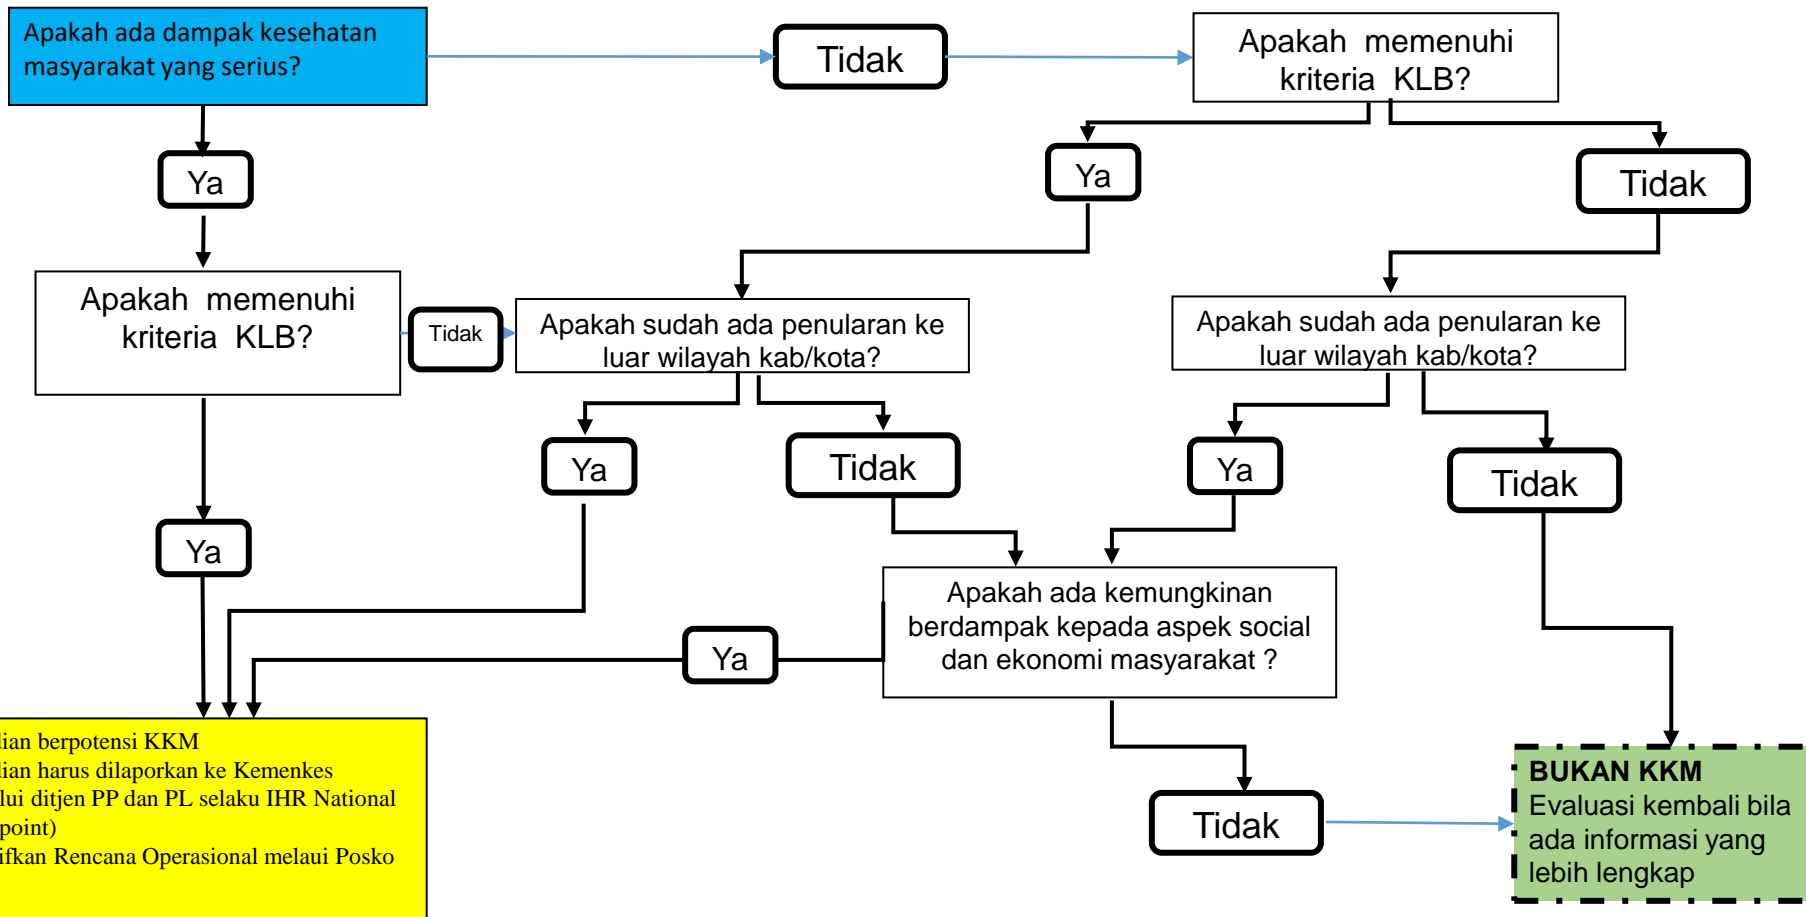 Apakah ada dampak kesehatan
masyarakat yang serius?
Tidak
Apakah memenuhi
kriteria KLB?
Ya
Ya
Tidak
Apakah memenuhi
kriteria KLB?
Tidak
Apakah sudah ada penularan ke
luar wilayah kab/kota?
Apakah sudah ada penularan ke
luar wilayah kab/kota?
Ya
Tidak
Ya
Tidak
Ya
Apakah ada kemungkinan
berdampak kepada aspek social
dan ekonomi masyarakat ?
Ya
dian berpotensi KKM
dian harus dilaporkan ke Kemenkes
lui ditjen PP dan PL selaku IHR National
point)
ifkan Rencana Operasional melaui Posko
Tidak
BUKAN KKM
Evaluasi kembali bila
ada informasi yang
lebih lengkap